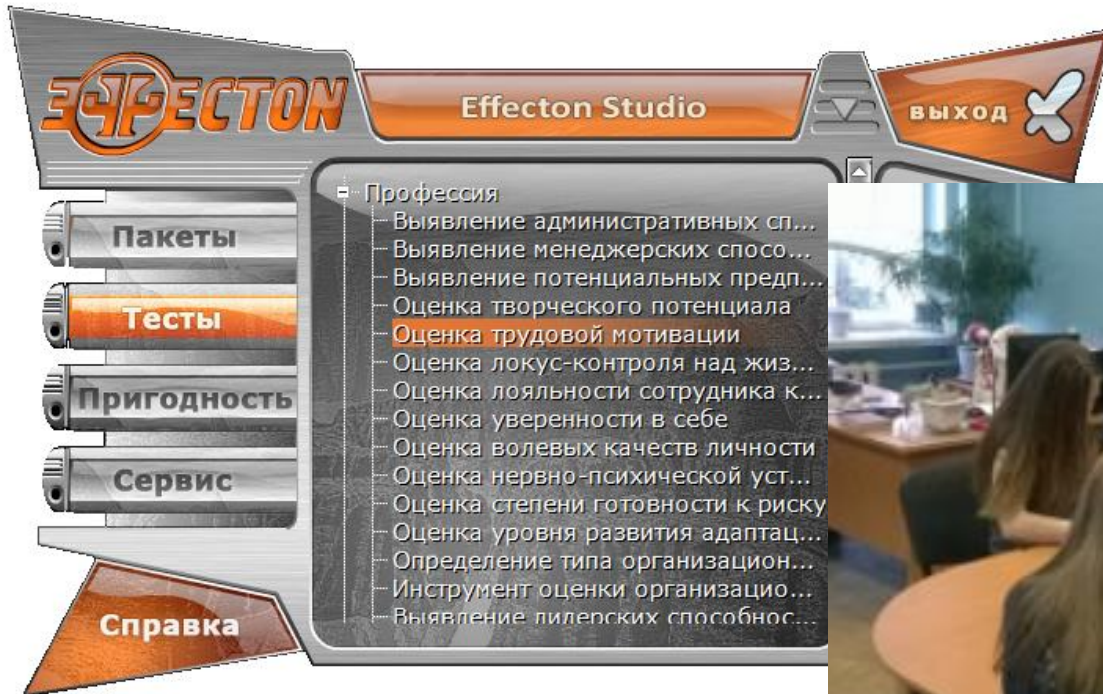 EFFECTON
Effecton Studio
выход
Пакеты
Тесты
Пригодность
Сервис
Справка
Профессия
Выявление административных сп...
Выявление менеджерских спосо...
Выявление потенциальных предп...
Оценка творческого потенциала
Оценка трудовой мотивации
Оценка локус-контроля над жиз...
Оценка лояльности сотрудника к...
Оценка уверенности в себе
Оценка волевых качеств личности
Оценка нервно-психической уст...
Оценка степени готовности к риску
Оценка уровня развития адаптац...
Определение типа организацион...
Инструмент оценки организацио...
Выявление лидерских способнос...